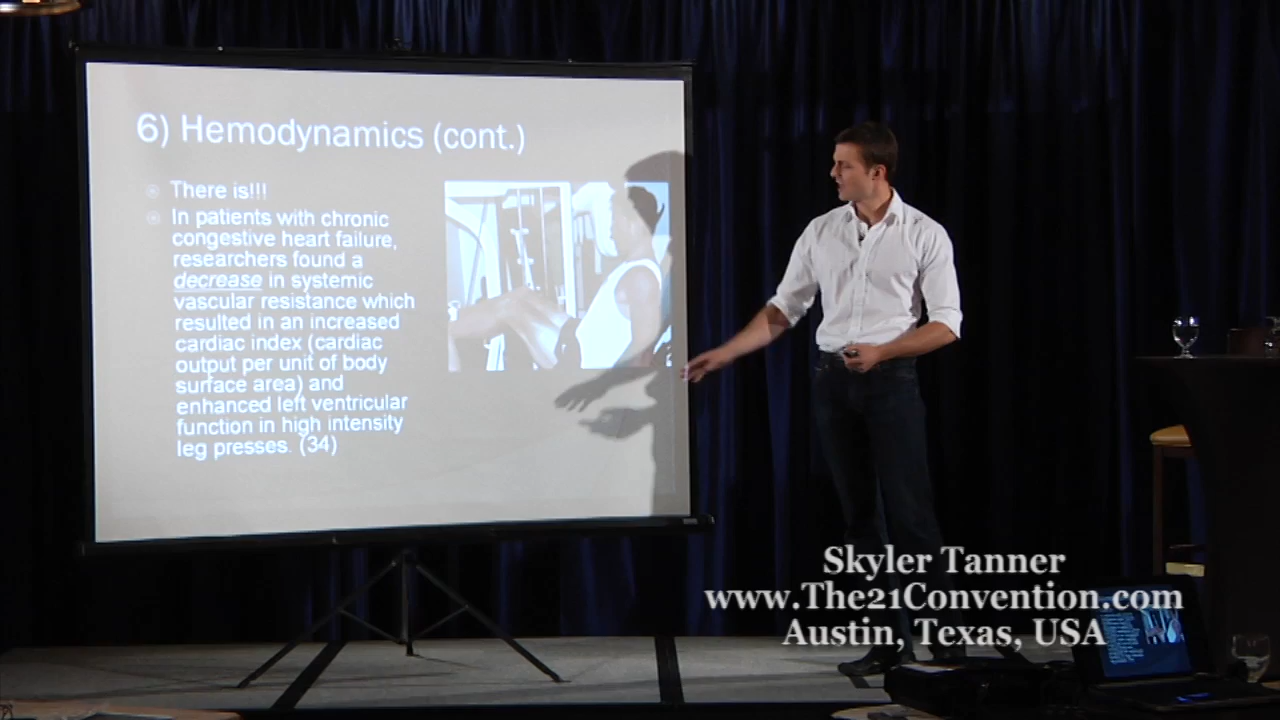 6) Hemodynamics (cont.)
There is!!!
In patients with chronic
congestive heart failure,
researchers found a
decrease in systemic
vascular resistance which
resulted in an increased
cardiac index (cardiac
output per unit of body
surface area) and
enhanced left ventricular
function in high intensity
leg presses. (34)
Skyler Tanner
www.The21Convention.com
Austin, Texas, USA